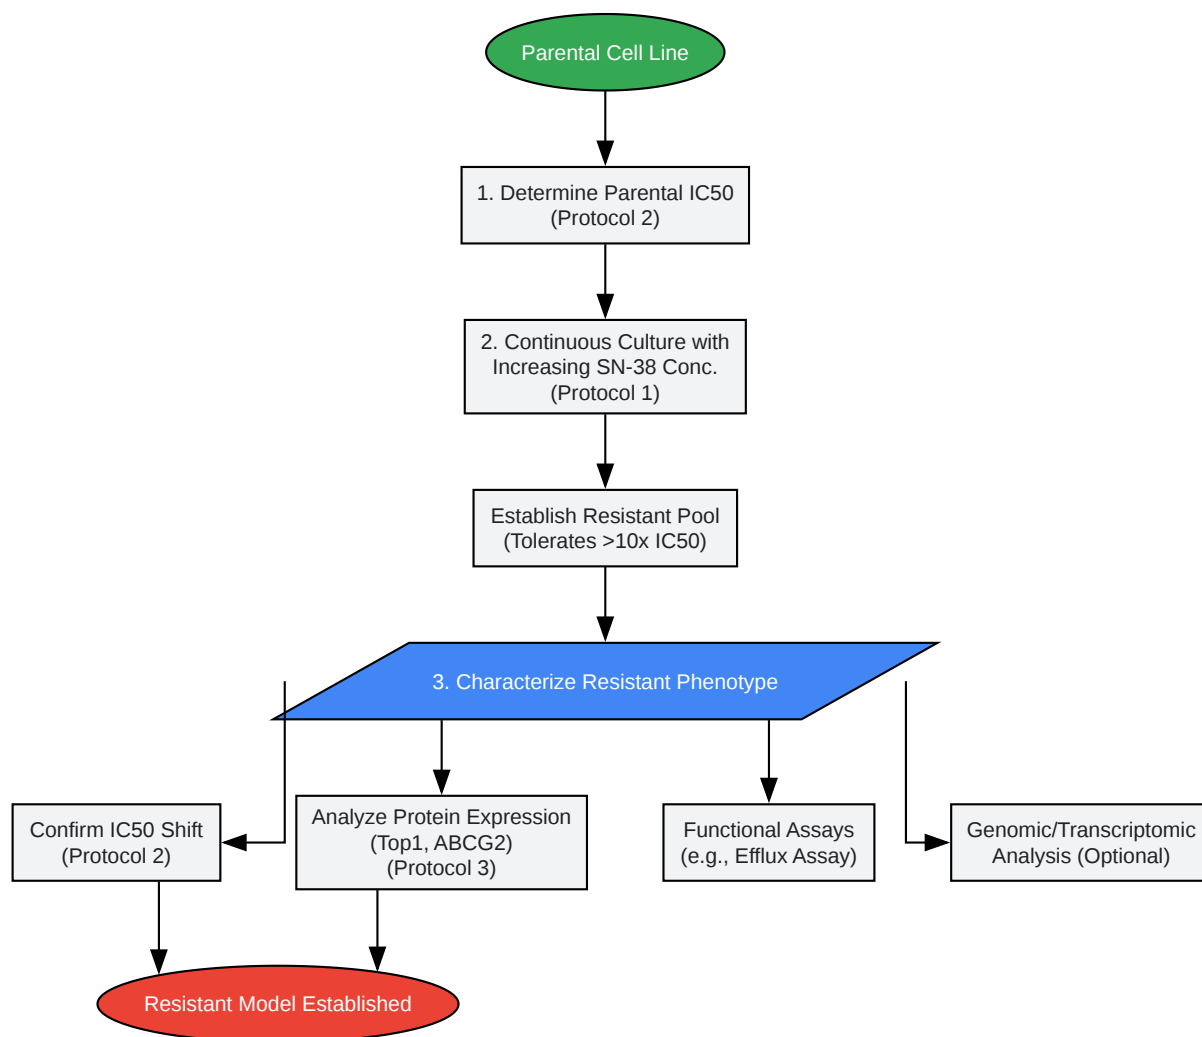 Parental Cell Line
1. Determine Parental IC50
(Protocol 2)
2. Continuous Culture with
Increasing SN-38 Conc.
(Protocol 1)
Establish Resistant Pool
(Tolerates >10x IC50)
3. Characterize Resistant Phenotype
Confirm IC50 Shift
(Protocol 2)
Analyze Protein Expression
(Top1, ABCG2)
(Protocol 3)
Functional Assays
(e.g., Efflux Assay)
Genomic/Transcriptomic
Analysis (Optional)
Resistant Model Established